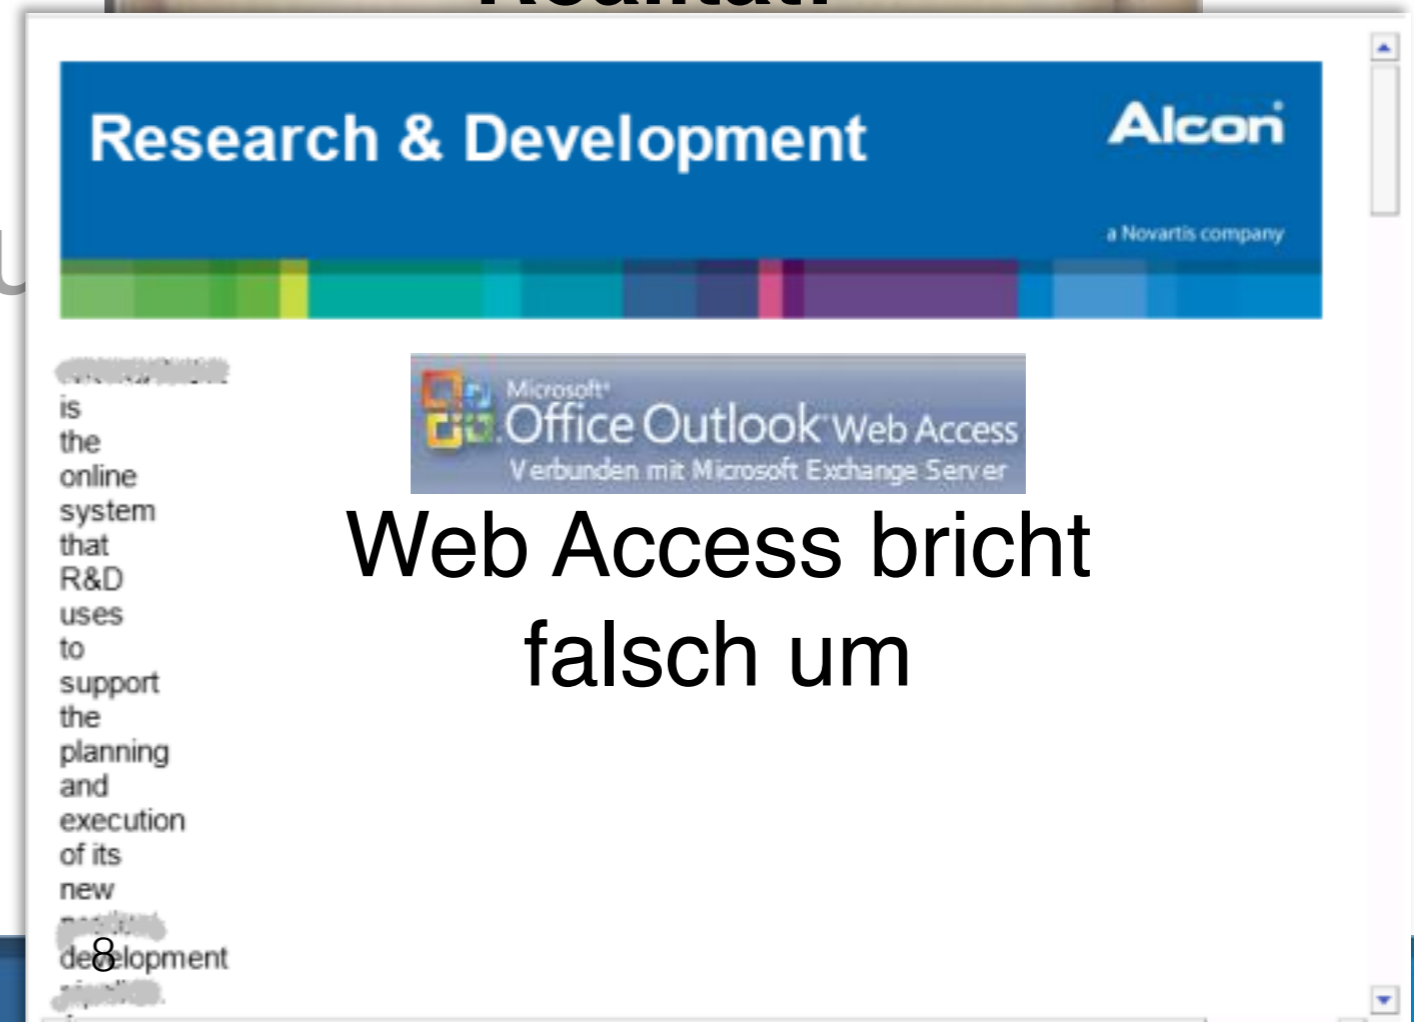 Research & Development
Alcon
a Novartis company
Microsoft®
Office Outlook® Web Access
Verbunden mit Microsoft Exchange Server
Web Access bricht
falsch um
is
the
online
system
that
R&D
uses
to
support
the
planning
and
execution
of its
new
development
8